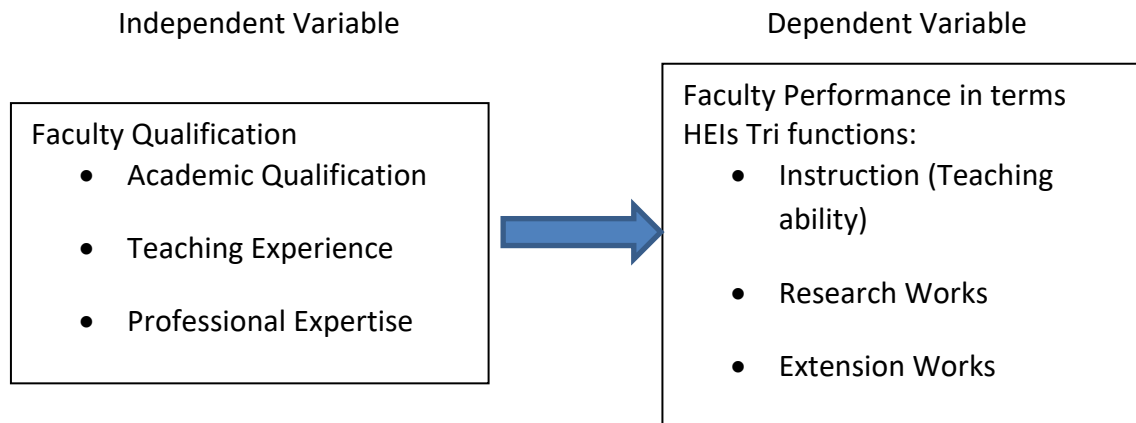 Independent Variable
Dependent Variable
Faculty Qualification
• Academic Qualification
• Teaching Experience
• Professional Expertise
Faculty Performance in terms
HEIs Tri functions:
• Instruction (Teaching
ability)
• Research Works
• Extension Works